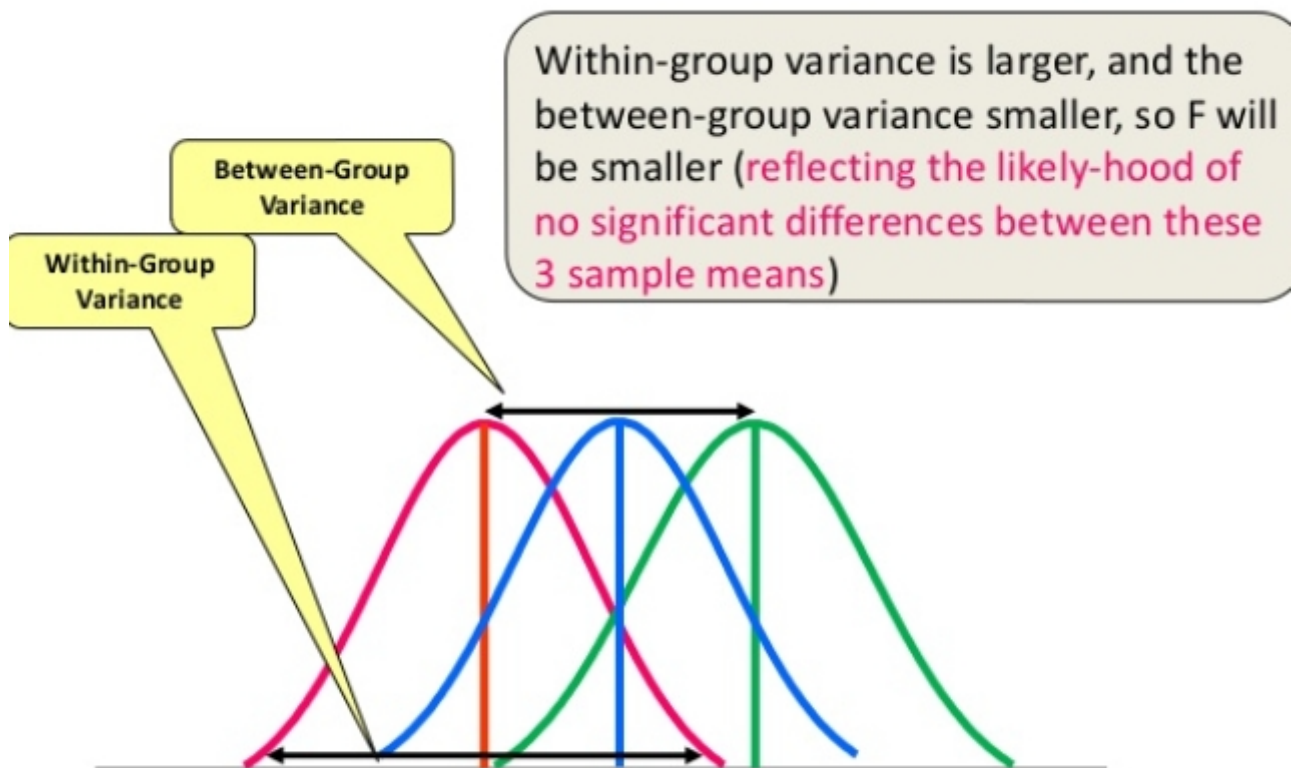 Within-group variance is larger, and the
between-group variance smaller, so F will
be smaller (reflecting the likely-hood of
no significant differences between these
3 sample means)
Between-Group
Variance
Within-Group
Variance